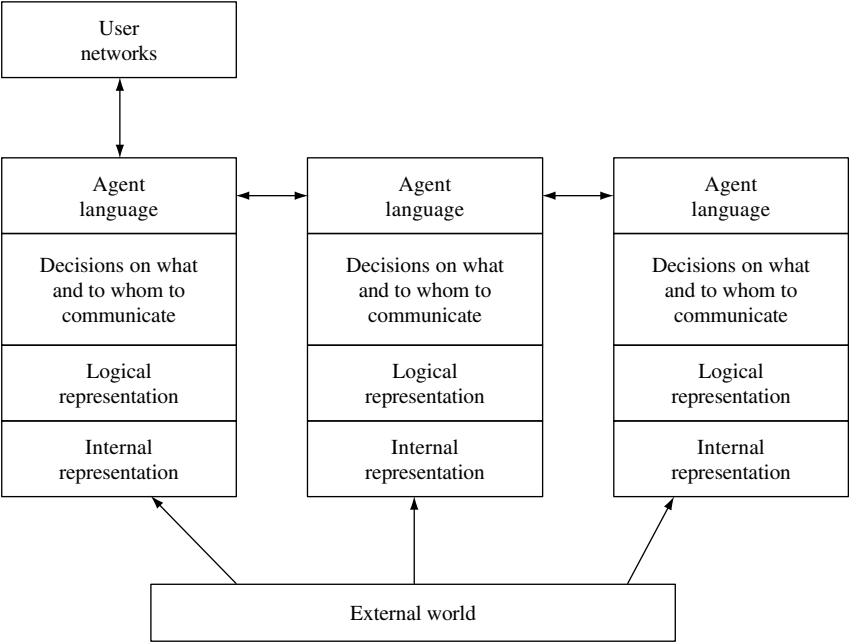 User
networks
Agent
language
Decisions on what
and to whom to
communicate
Logical
representation
Internal
representation
Agent
language
Decisions on what
and to whom to
communicate
Logical
representation
Internal
representation
Agent
language
Decisions on what
and to whom to
communicate
Logical
representation
Internal
representation
External world